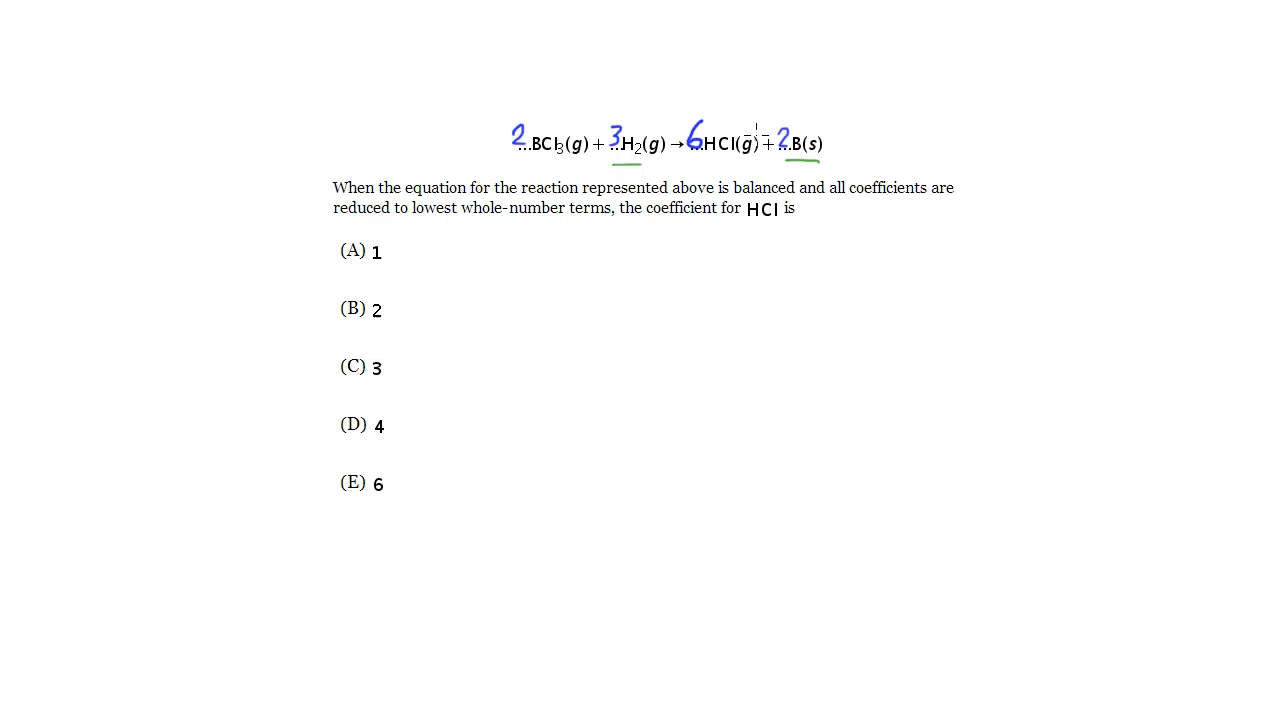 2...BCl₃(g) + 3...H₂(g) → 6...HCl(g) + 2...B(s)
When the equation for the reaction represented above is balanced and all coefficients are
reduced to lowest whole-number terms, the coefficient for HCl is
(A) 1
(B) 2
(C) 3
(D) 4
(E) 6